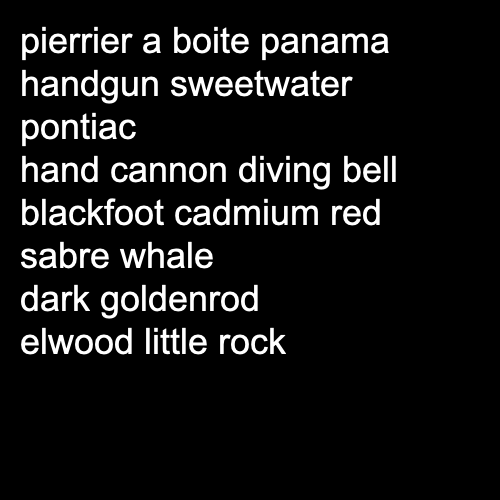 pierrier a boite panama
handgun sweetwater
pontiac
hand cannon diving bell
blackfoot cadmium red
sabre whale
dark goldenrod
elwood little rock